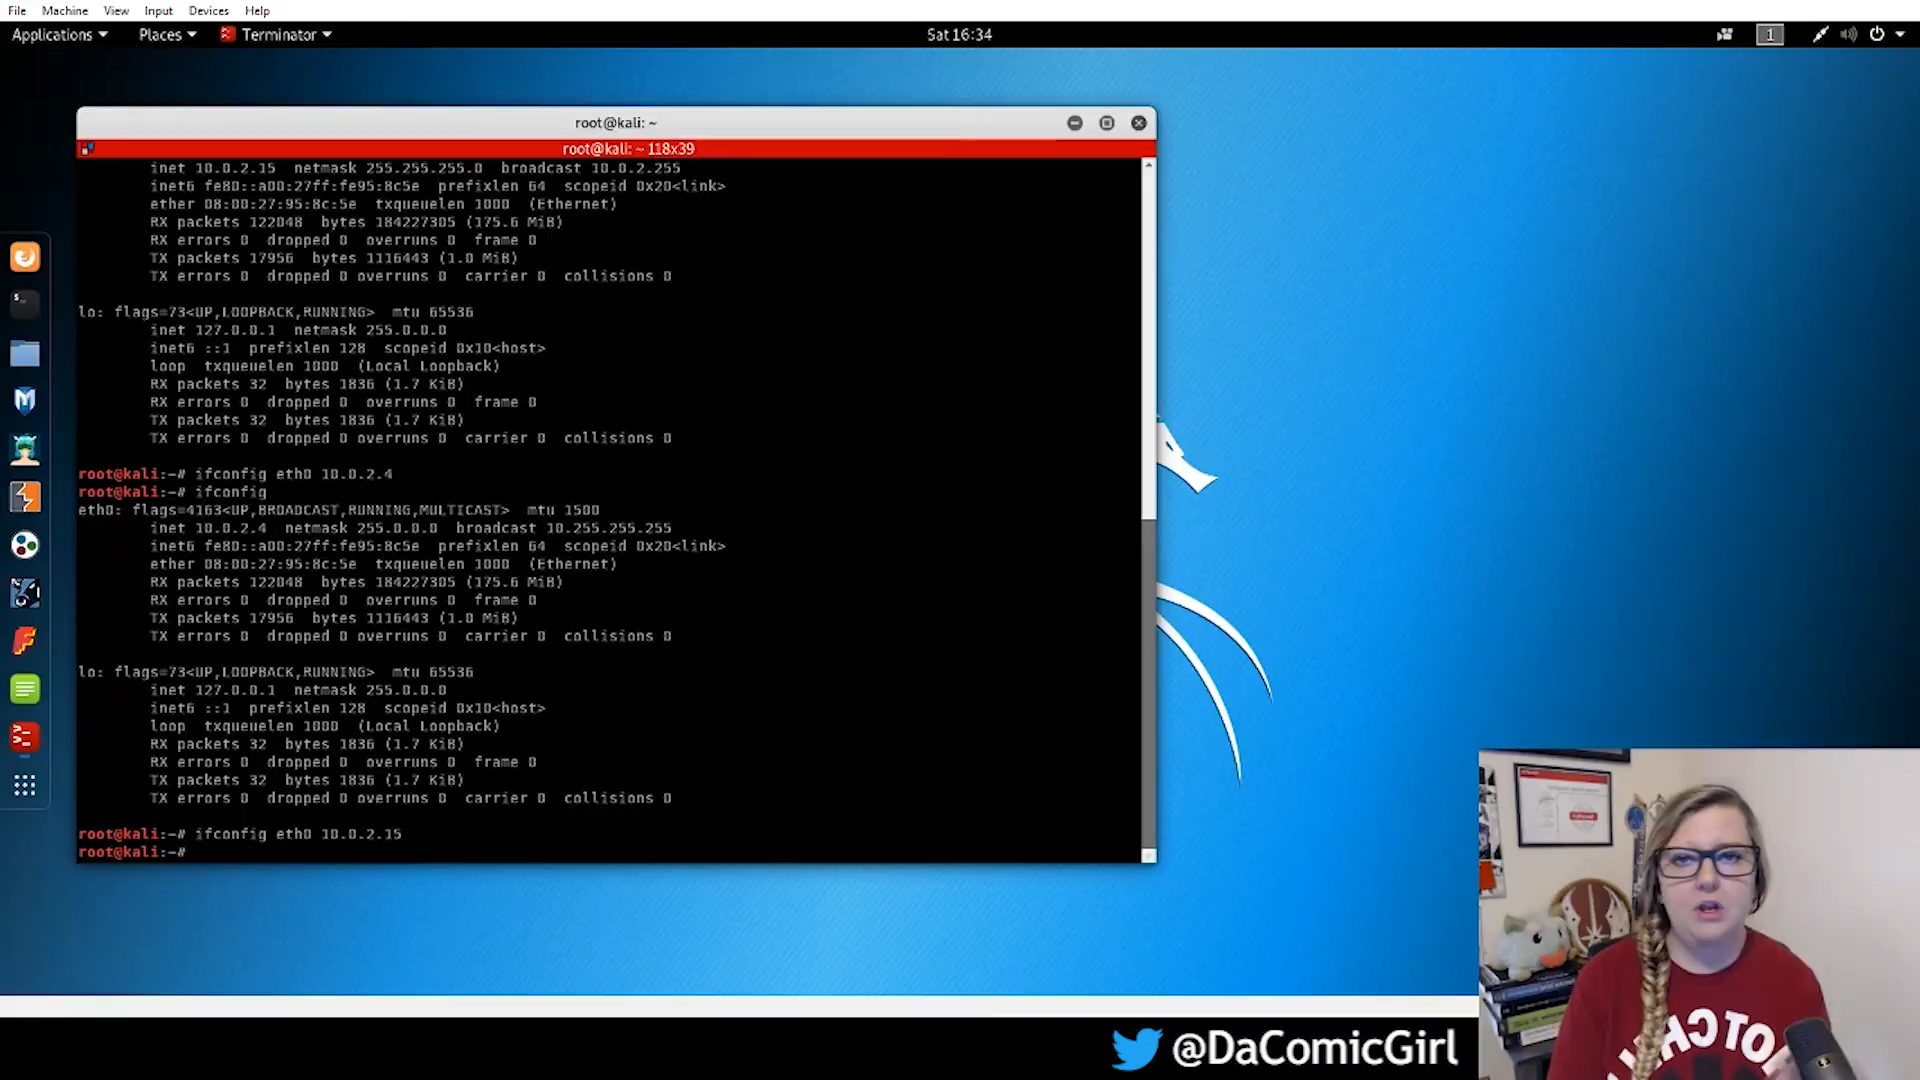 File Machine View Input Devices Help
Applications Places Terminator Sat 16:34 1
root@kali: ~
root@kali: ~ 118x39
inet 10.0.2.15 netmask 255.255.255.0 broadcast 10.0.2.255
inet6 fe80::a00:27ff:fe95:8c5e prefixlen 64 scopeid 0x20<link>
ether 08:00:27:95:8c:5e txqueuelen 1000 (Ethernet)
RX packets 122048 bytes 184227305 (175.6 MiB)
RX errors 0 dropped 0 overruns 0 frame 0
TX packets 17956 bytes 1116443 (1.0 MiB)
TX errors 0 dropped 0 overruns 0 carrier 0 collisions 0
lo: flags=73<UP,LOOPBACK,RUNNING> mtu 65536
inet 127.0.0.1 netmask 255.0.0.0
inet6 ::1 prefixlen 128 scopeid 0x10<host>
loop txqueuelen 1000 (Local Loopback)
RX packets 32 bytes 1836 (1.7 KiB)
RX errors 0 dropped 0 overruns 0 frame 0
TX packets 32 bytes 1836 (1.7 KiB)
TX errors 0 dropped 0 overruns 0 carrier 0 collisions 0
root@kali:~# ifconfig eth0 10.0.2.4
root@kali:~# ifconfig
eth0: flags=4163<UP,BROADCAST,RUNNING,MULTICAST> mtu 1500
inet 10.0.2.4 netmask 255.0.0.0 broadcast 10.255.255.255
inet6 fe80::a00:27ff:fe95:8c5e prefixlen 64 scopeid 0x20<link>
ether 08:00:27:95:8c:5e txqueuelen 1000 (Ethernet)
RX packets 122048 bytes 184227305 (175.6 MiB)
RX errors 0 dropped 0 overruns 0 frame 0
TX packets 17956 bytes 1116443 (1.0 MiB)
TX errors 0 dropped 0 overruns 0 carrier 0 collisions 0
lo: flags=73<UP,LOOPBACK,RUNNING> mtu 65536
inet 127.0.0.1 netmask 255.0.0.0
inet6 ::1 prefixlen 128 scopeid 0x10<host>
loop txqueuelen 1000 (Local Loopback)
RX packets 32 bytes 1836 (1.7 KiB)
RX errors 0 dropped 0 overruns 0 frame 0
TX packets 32 bytes 1836 (1.7 KiB)
TX errors 0 dropped 0 overruns 0 carrier 0 collisions 0
root@kali:~# ifconfig eth0 10.0.2.15
root@kali:~#
@DaComicGirl